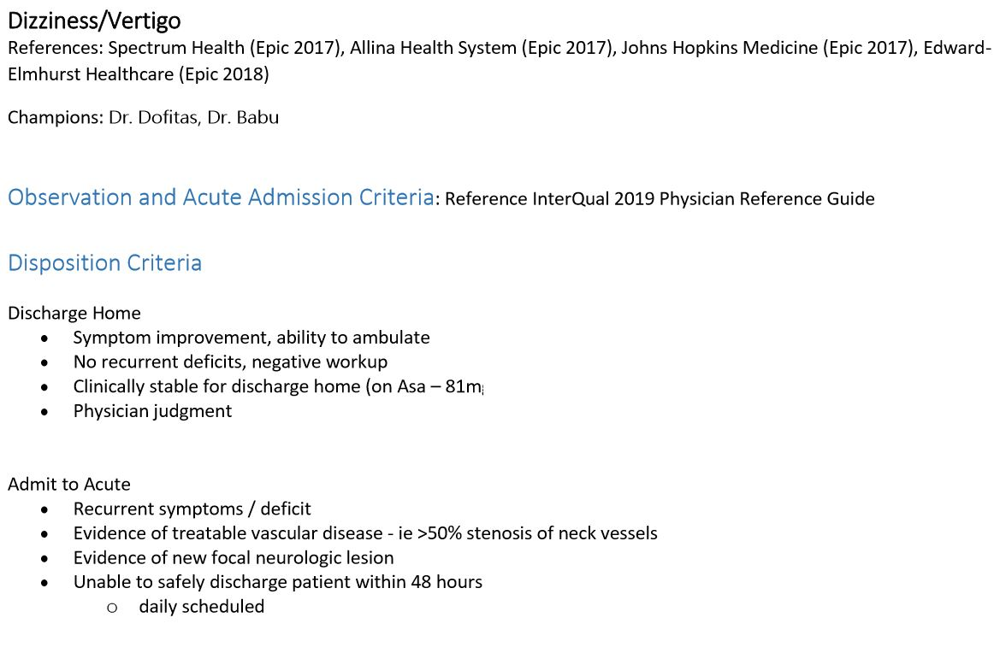 Dizziness/Vertigo
References: Spectrum Health (Epic 2017), Allina Health System (Epic 2017), Johns Hopkins Medicine (Epic 2017), Edward-
Elmhurst Healthcare (Epic 2018)
Champions: Dr. Dofitas, Dr. Babu
Observation and Acute Admission Criteria: Reference InterQual 2019 Physician Reference Guide
Disposition Criteria
Discharge Home
• Symptom improvement, ability to ambulate
• No recurrent deficits, negative workup
• Clinically stable for discharge home (on Asa – 81m
• Physician judgment
Admit to Acute
• Recurrent symptoms / deficit
• Evidence of treatable vascular disease - ie >50% stenosis of neck vessels
• Evidence of new focal neurologic lesion
• Unable to safely discharge patient within 48 hours
o daily scheduled